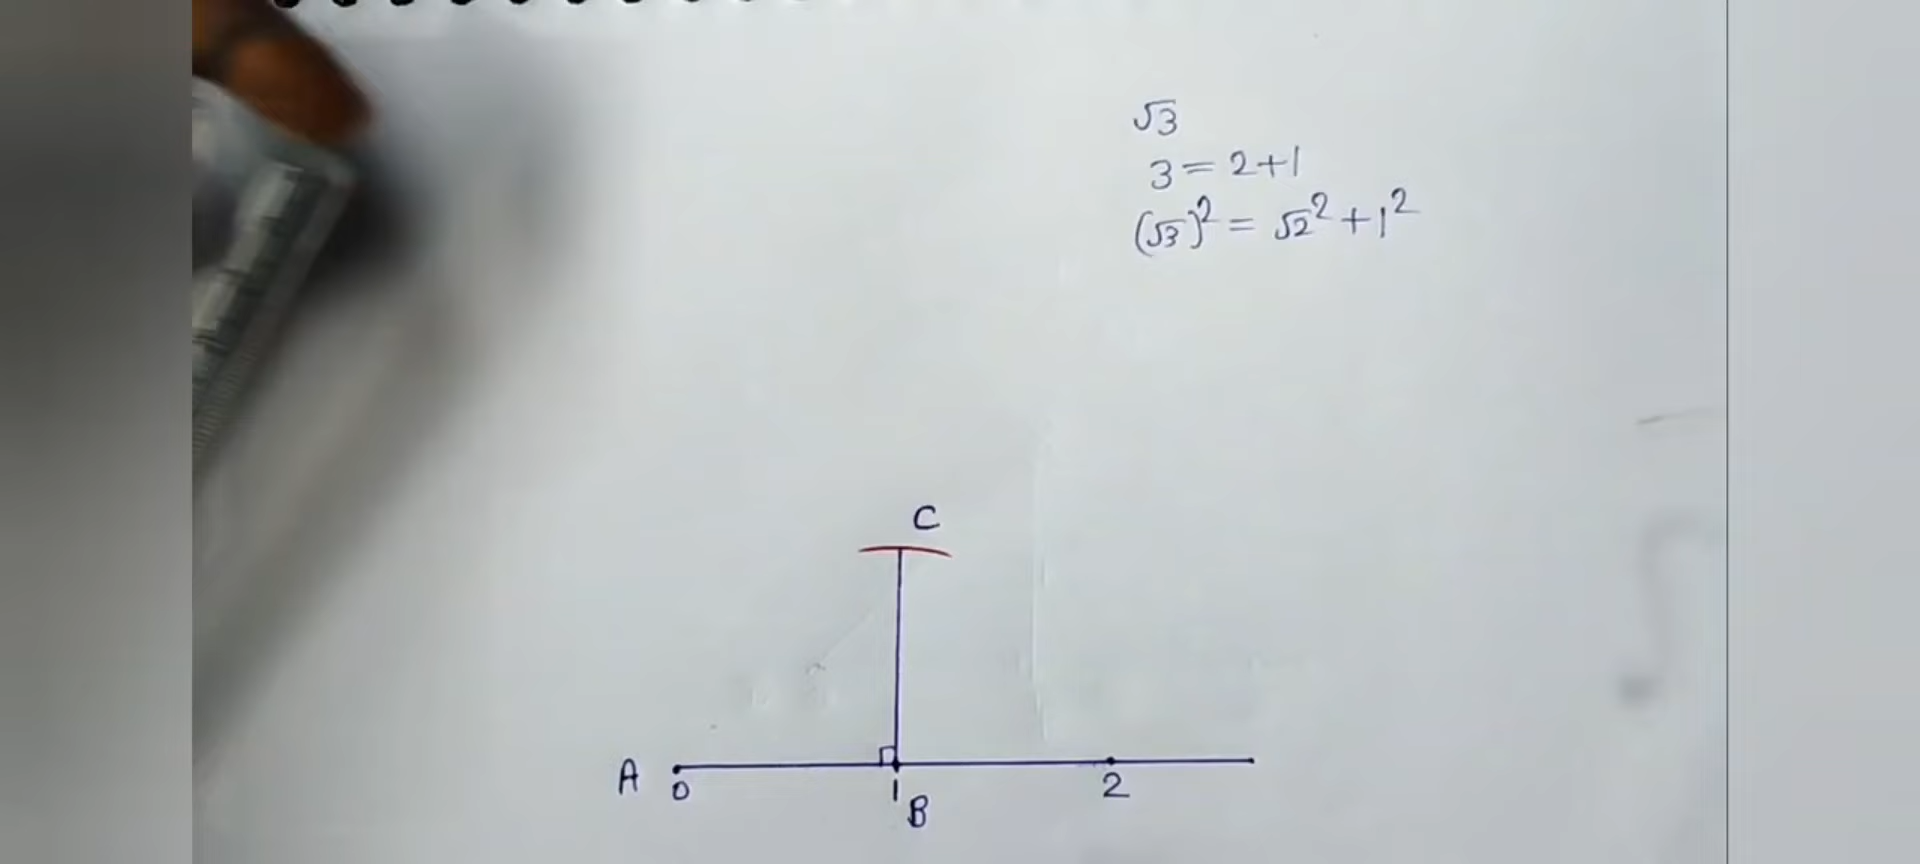 √3
3 = 2+1
(√3)² = √2² + 1²
C
A
0 1 2
B